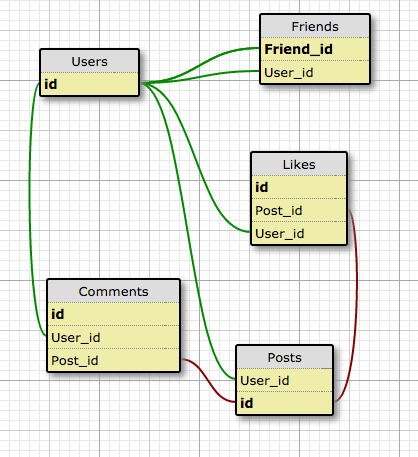 Users
id
Friends
Friend_id
User_id
Likes
id
Post_id
User_id
Comments
id
User_id
Post_id
Posts
User_id
id